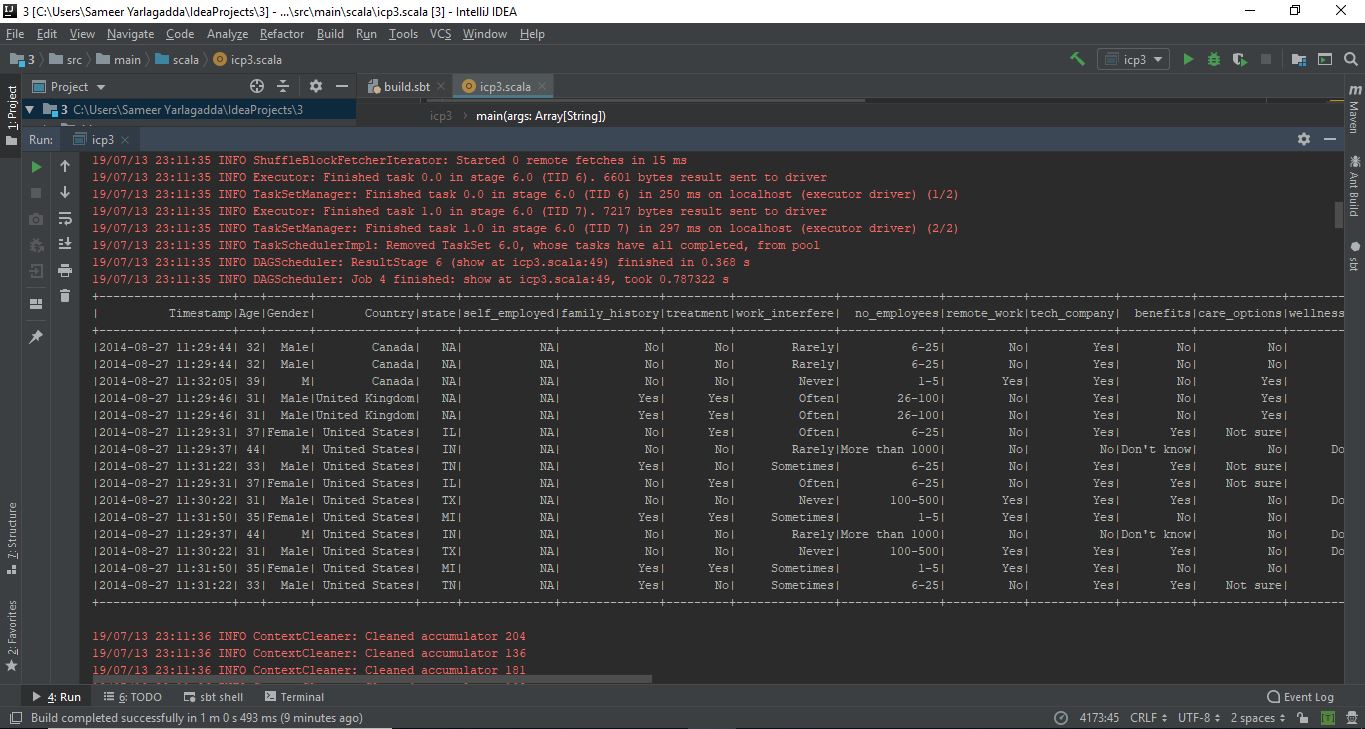 3 [C:\Users\Sameer Yarlagadda\IdeaProjects\3] - ...\src\main\scala\icp3.scala [3] - IntelliJ IDEA
File Edit View Navigate Code Analyze Refactor Build Run Tools VCS Window Help
3 src main scala icp3.scala icp3
Project build.sbt icp3.scala
3 C:\Users\Sameer Yarlagadda\IdeaProjects\3
icp3 main(args: Array[String])
Run: icp3
19/07/13 23:11:35 INFO ShuffleBlockFetcherIterator: Started 0 remote fetches in 15 ms
19/07/13 23:11:35 INFO Executor: Finished task 0.0 in stage 6.0 (TID 6). 6601 bytes result sent to driver
19/07/13 23:11:35 INFO TaskSetManager: Finished task 0.0 in stage 6.0 (TID 6) in 250 ms on localhost (executor driver) (1/2)
19/07/13 23:11:35 INFO Executor: Finished task 1.0 in stage 6.0 (TID 7). 7217 bytes result sent to driver
19/07/13 23:11:35 INFO TaskSetManager: Finished task 1.0 in stage 6.0 (TID 7) in 297 ms on localhost (executor driver) (2/2)
19/07/13 23:11:35 INFO TaskSchedulerImpl: Removed TaskSet 6.0, whose tasks have all completed, from pool
19/07/13 23:11:35 INFO DAGScheduler: ResultStage 6 (show at icp3.scala:49) finished in 0.368 s
19/07/13 23:11:35 INFO DAGScheduler: Job 4 finished: show at icp3.scala:49, took 0.787322 s
| Timestamp|Age|Gender| Country|state|self_employed|family_history|treatment|work_interfere| no_employees|remote_work|tech_company| benefits|care_options|wellness
|2014-08-27 11:29:44| 32| Male| Canada| NA| NA| No| No| Rarely| 6-25| No| Yes| No| No|
|2014-08-27 11:29:44| 32| Male| Canada| NA| NA| No| No| Rarely| 6-25| No| Yes| No| No|
|2014-08-27 11:32:05| 39| M| Canada| NA| NA| No| No| Never| 1-5| Yes| Yes| No| Yes|
|2014-08-27 11:29:46| 31| Male|United Kingdom| NA| NA| Yes| Yes| Often| 26-100| No| Yes| No| Yes|
|2014-08-27 11:29:46| 31| Male|United Kingdom| NA| NA| Yes| Yes| Often| 26-100| No| Yes| No| Yes|
|2014-08-27 11:29:31| 37|Female| United States| IL| NA| No| Yes| Often| 6-25| No| Yes| Yes| Not sure|
|2014-08-27 11:29:37| 44| M| United States| IN| NA| No| No| Rarely|More than 1000| No| No|Don't know| No| Do
|2014-08-27 11:31:22| 33| Male| United States| TN| NA| Yes| No| Sometimes| 6-25| No| Yes| Yes| Not sure|
|2014-08-27 11:29:31| 37|Female| United States| IL| NA| No| Yes| Often| 6-25| No| Yes| Yes| Not sure|
|2014-08-27 11:30:22| 31| Male| United States| TX| NA| No| No| Never| 100-500| Yes| Yes| Yes| No| Do
|2014-08-27 11:31:50| 35|Female| United States| MI| NA| Yes| Yes| Sometimes| 1-5| Yes| Yes| No| No|
|2014-08-27 11:29:37| 44| M| United States| IN| NA| No| No| Rarely|More than 1000| No| No|Don't know| No| Do
|2014-08-27 11:30:22| 31| Male| United States| TX| NA| No| No| Never| 100-500| Yes| Yes| Yes| No| Do
|2014-08-27 11:31:50| 35|Female| United States| MI| NA| Yes| Yes| Sometimes| 1-5| Yes| Yes| No| No|
|2014-08-27 11:31:22| 33| Male| United States| TN| NA| Yes| No| Sometimes| 6-25| No| Yes| Yes| Not sure|
19/07/13 23:11:36 INFO ContextCleaner: Cleaned accumulator 204
19/07/13 23:11:36 INFO ContextCleaner: Cleaned accumulator 136
19/07/13 23:11:36 INFO ContextCleaner: Cleaned accumulator 181
1: Project
7: Structure
2: Favorites
m Maven
Ant Build
sbt
4: Run 6: TODO sbt shell Terminal Event Log
Build completed successfully in 1 m 0 s 493 ms (9 minutes ago) 4173:45 CRLF UTF-8 2 spaces